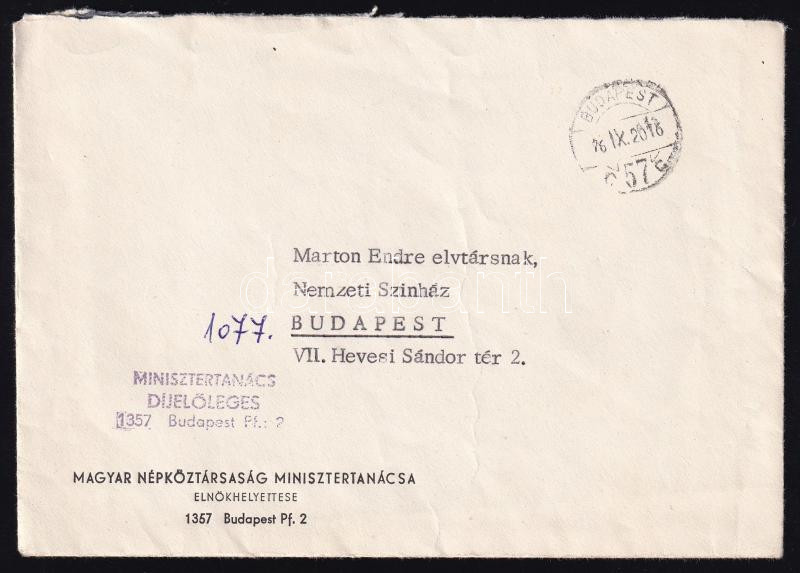 BUDAPEST
76 IX. 20 18
57
Marton Endre elvtársnak,
Nemzeti Szinház
1077. BUDAPEST
VII. Hevesi Sándor tér 2.
MINISZTERTANÁCS
DIJELŐLEGES
1357 Budapest Pf.: 2
MAGYAR NÉPKÖZTÁRSASÁG MINISZTERTANÁCSA
ELNÖKHELYETTESE
1357 Budapest Pf. 2